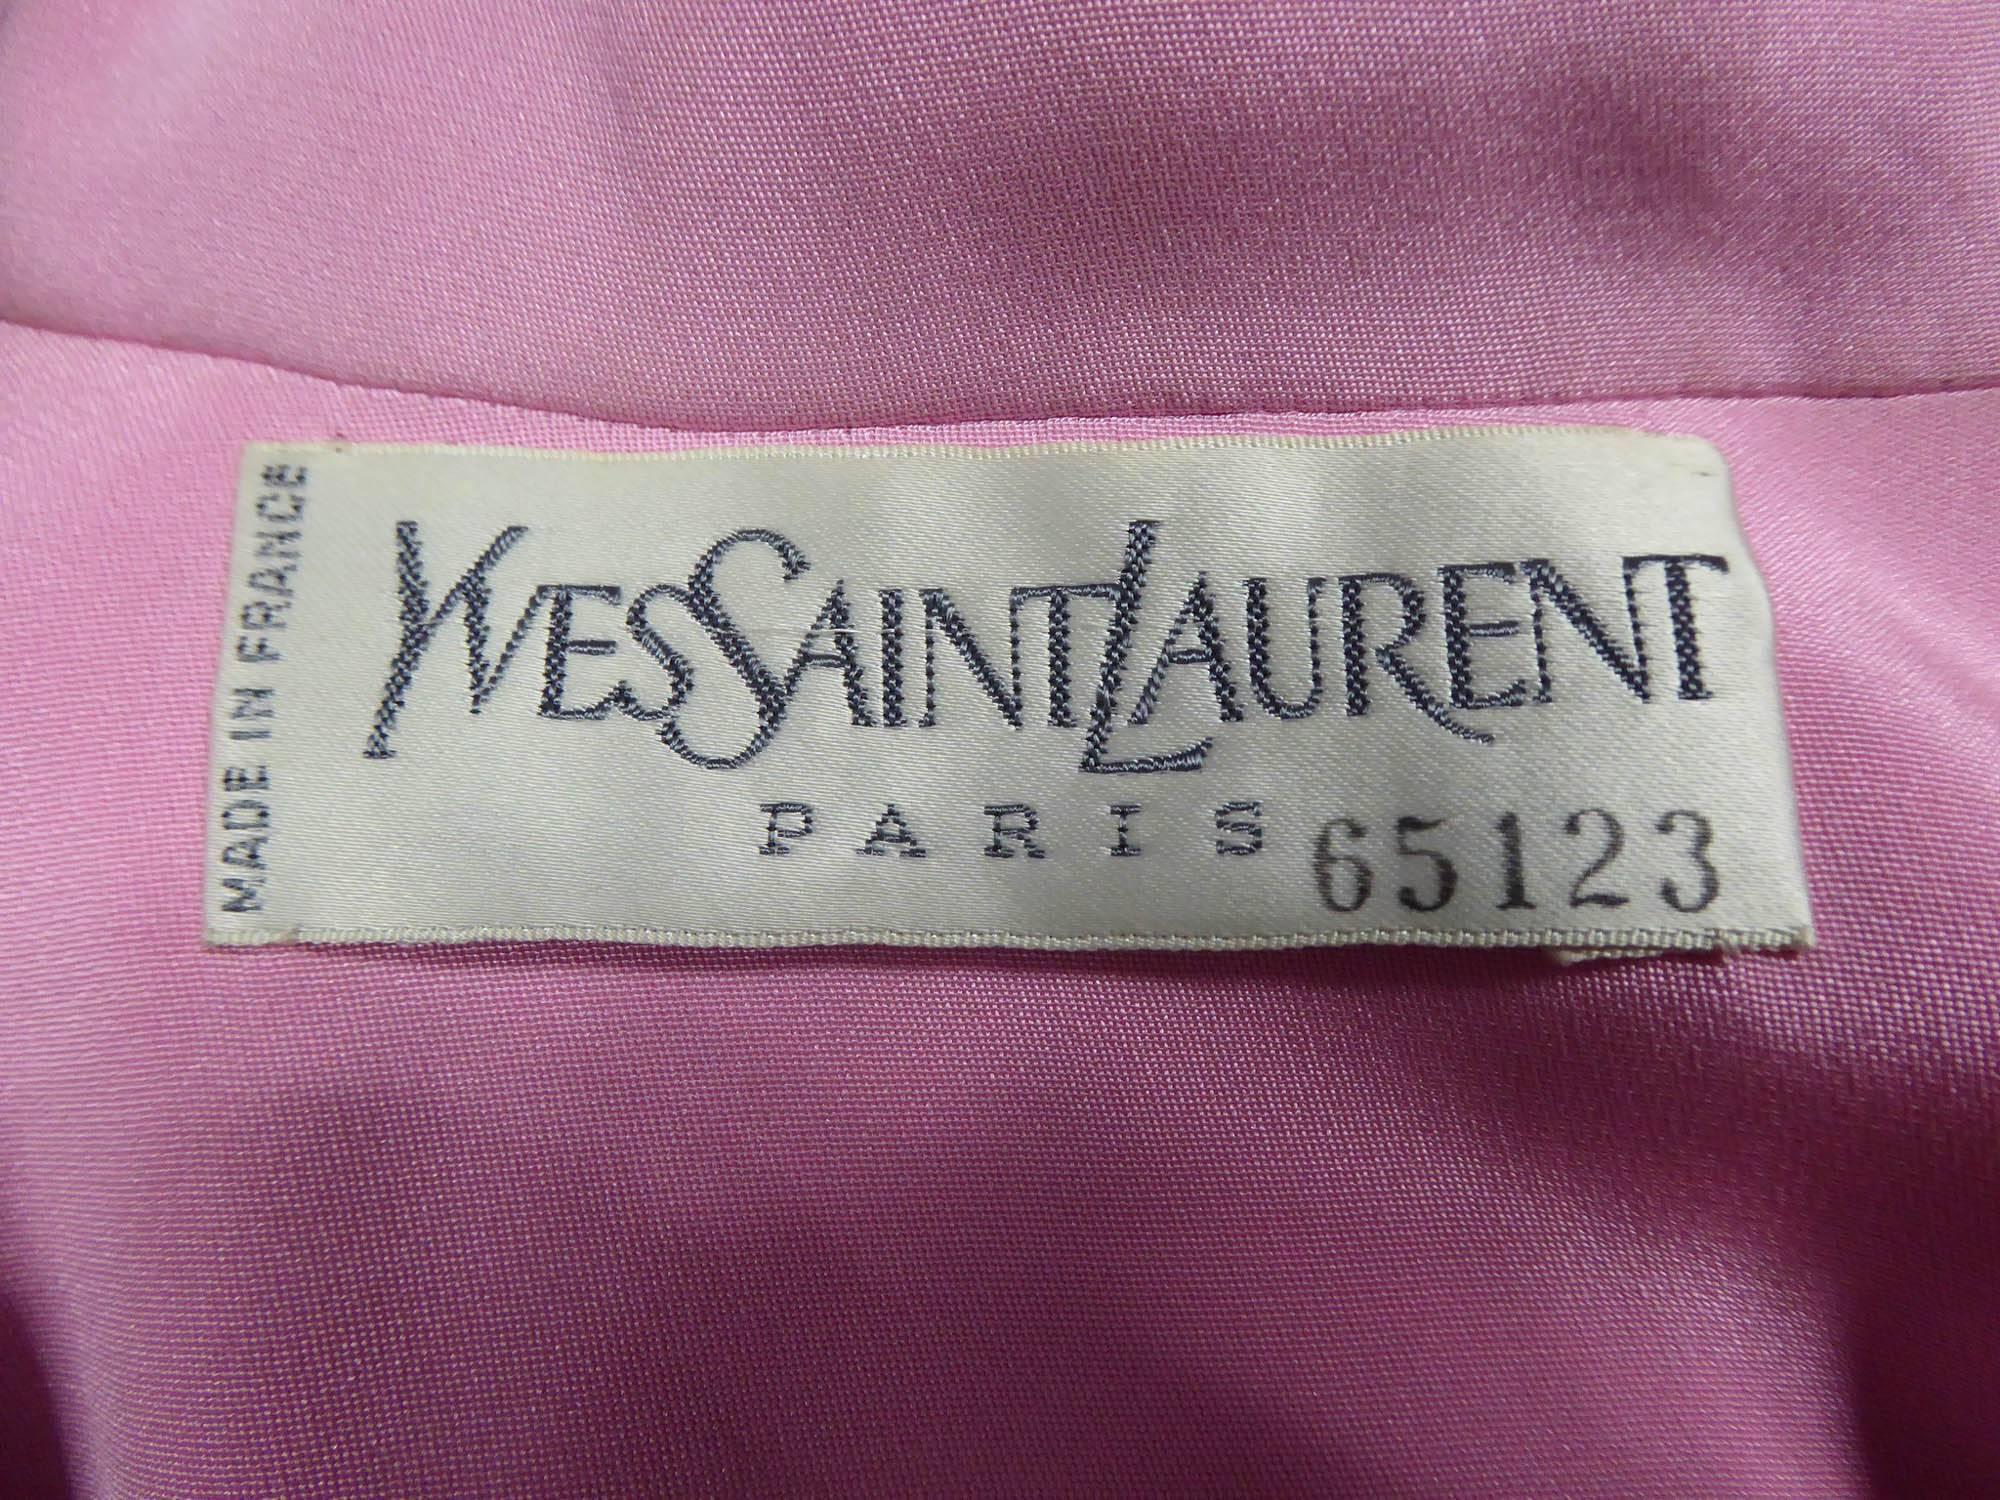 MADE IN FRANCE
YVESSAINTLAURENT
PARIS 65123